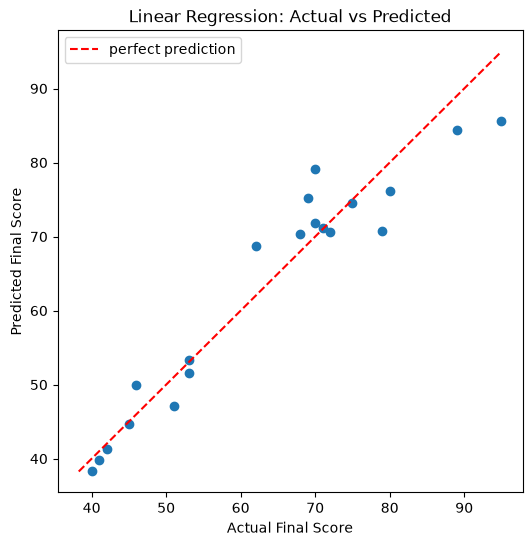 Linear Regression: Actual vs Predicted
perfect prediction
90
80
70
60
50
40
Predicted Final Score
40 50 60 70 80 90
Actual Final Score